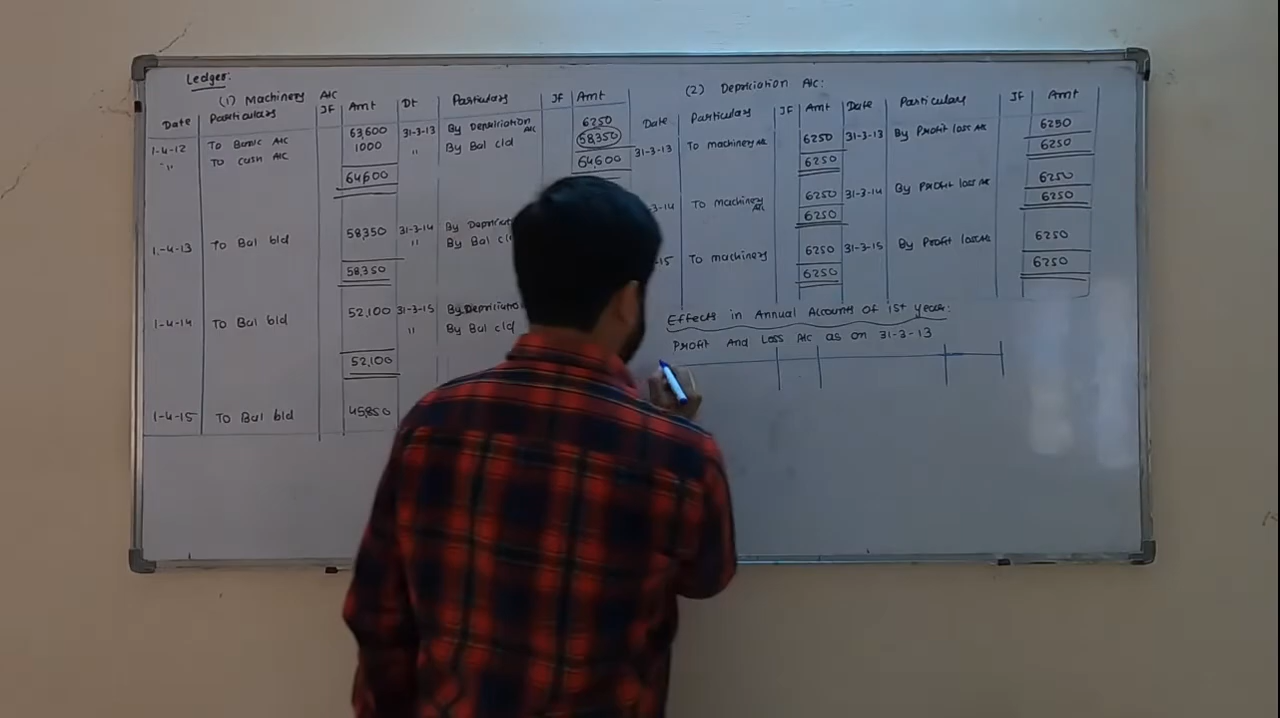 Ledger:
(1) Machinery A/C
Date Particulars JF Amt Dt Particulars JF Amt
1-4-12 To Bank A/C 63,600 31-3-13 By Depriciation A/C 6250
" To Cash A/C 1000 " By Bal c/d 58350
64,600 64600
1-4-13 To Bal b/d 58,350 31-3-14 By Depriciat
" By Bal c/
58,350
1-4-14 To Bal b/d 52,100 31-3-15 By Depriciatio
" By Bal c/d
52,100
1-4-15 To Bal b/d 45,850
(2) Depriciation A/C:
Date Particulars JF Amt Date Particulars JF Amt
31-3-13 To machinery A/c 6250 31-3-13 By Profit loss A/c 6250
6250 6250
-3-14 To machinery A/c 6250 31-3-14 By Profit loss A/c 6250
6250 6250
15 To machinery 6250 31-3-15 By Profit loss A/c 6250
6250 6250
Effects in Annual Accounts of 1st year:
Profit And Loss A/C as on 31-3-13